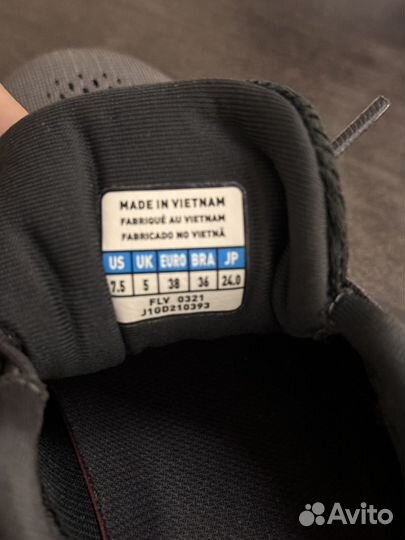 MADE IN VIETNAM
FABRIQUÉ AU VIETNAM
FABRICADO NO VIETNÃ
US UK EURO BRA JP
7.5 5 38 36 24.0
FLV 0321
J10D210393
Avito